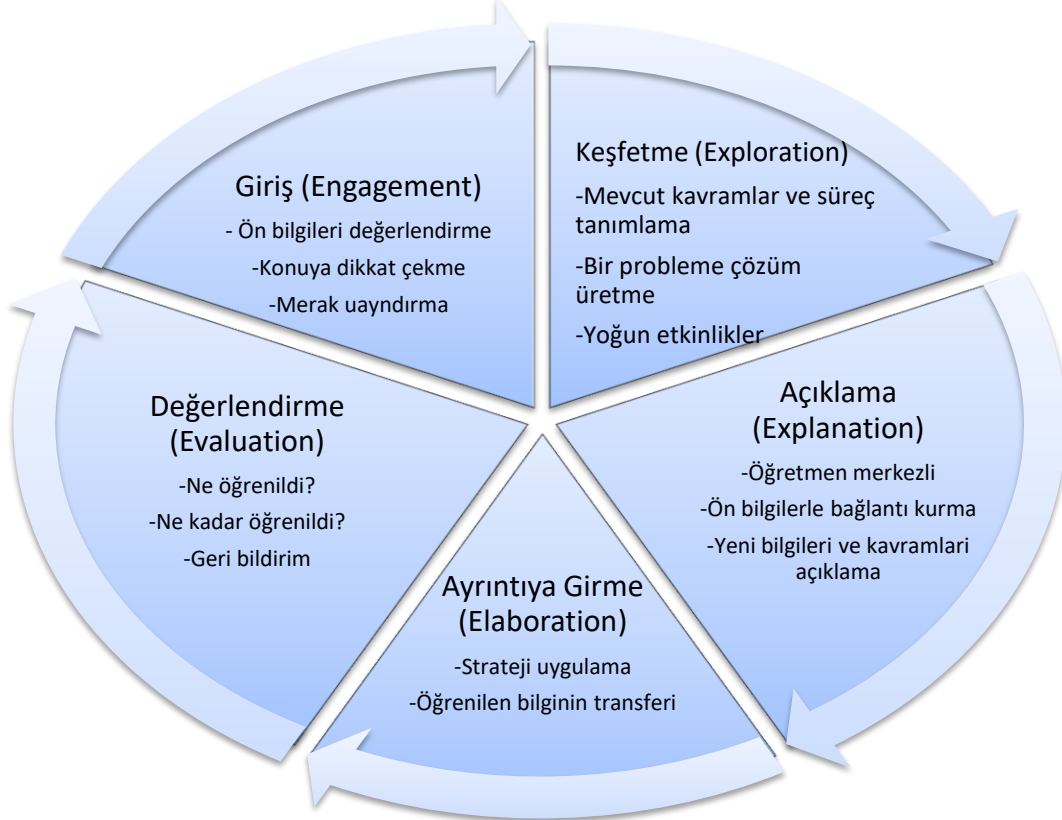 Giriş (Engagement)
- Ön bilgileri değerlendirme
-Konuya dikkat çekme
-Merak uayndırma
Keşfetme (Exploration)
-Mevcut kavramlar ve süreç
tanımlama
-Bir probleme çözüm
üretme
-Yoğun etkinlikler
Açıklama
(Explanation)
-Öğretmen merkezli
-Ön bilgilerle bağlantı kurma
-Yeni bilgileri ve kavramlari
açıklama
Ayrıntıya Girme
(Elaboration)
-Strateji uygulama
-Öğrenilen bilginin transferi
Değerlendirme
(Evaluation)
-Ne öğrenildi?
-Ne kadar öğrenildi?
-Geri bildirim